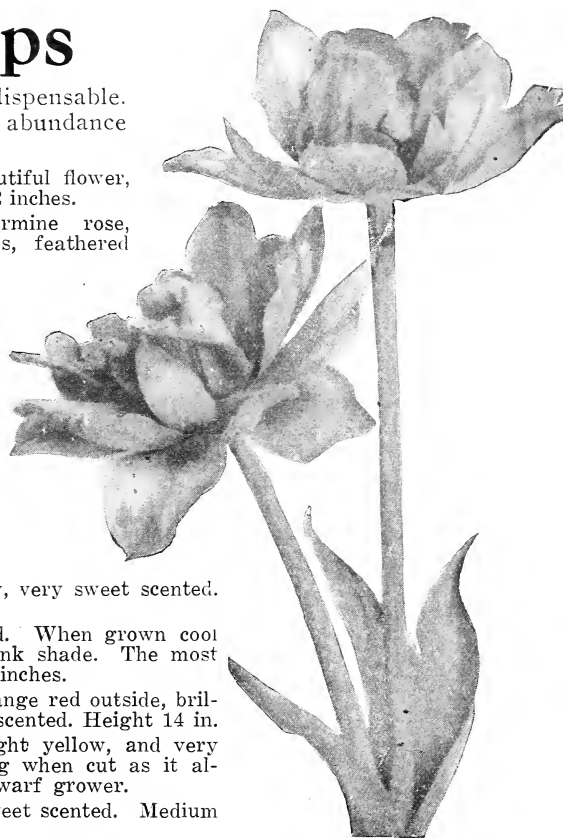 ps
dispensable.
abundance
utiful flower,
inches.
rmine rose,
s, feathered
, very sweet scented.
d. When grown cool
nk shade. The most
inches.
ange red outside, bril-
scented. Height 14 in.
ght yellow, and very
g when cut as it al-
warf grower.
eet scented. Medium